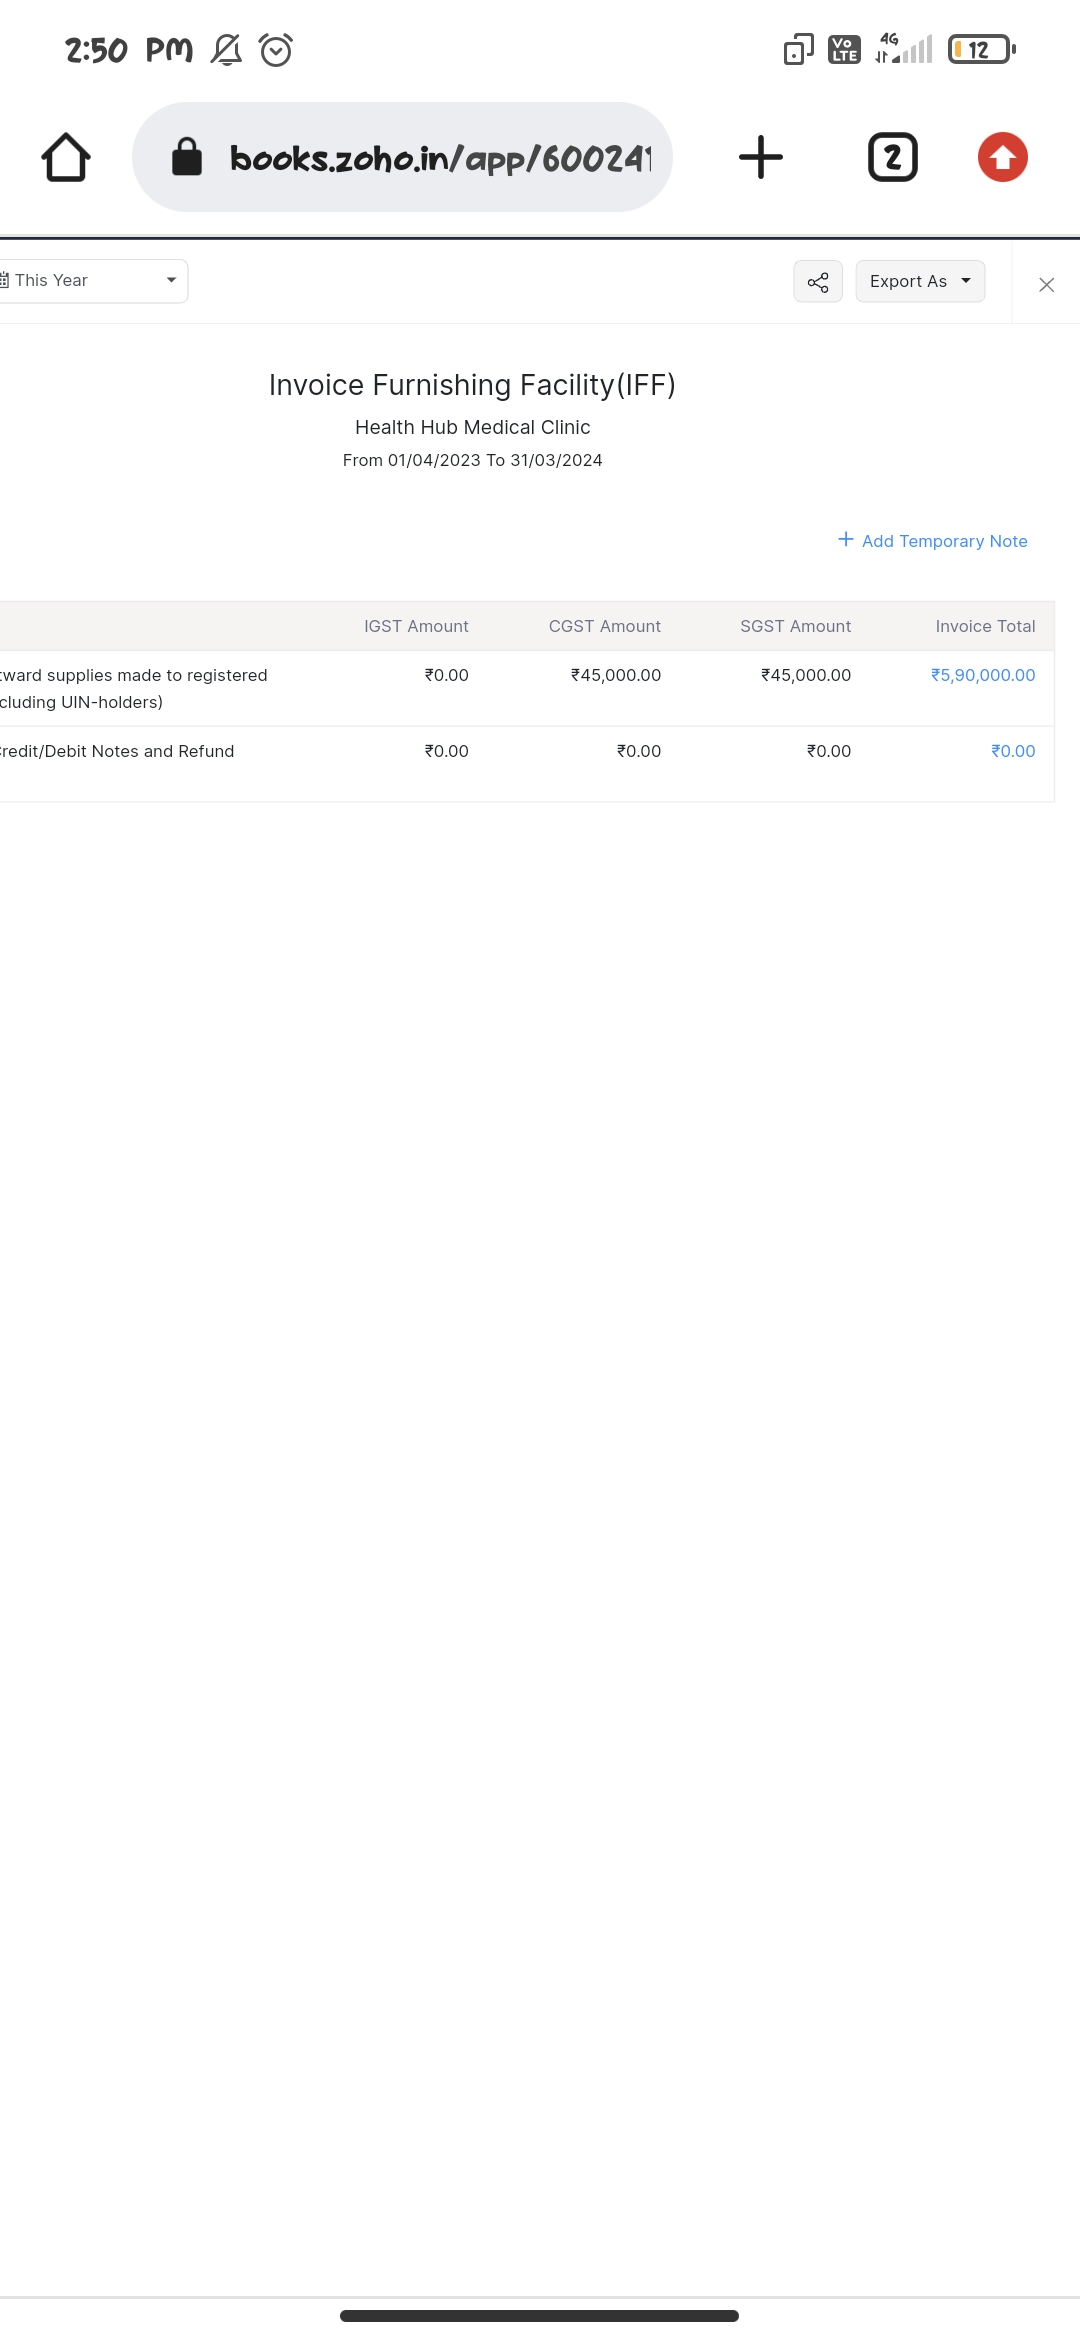 2:50 PM
Vo LTE 4G 12
books.zoho.in/app/60024
2
This Year
Export As
Invoice Furnishing Facility(IFF)
Health Hub Medical Clinic
From 01/04/2023 To 31/03/2024
+ Add Temporary Note
IGST Amount CGST Amount SGST Amount Invoice Total
tward supplies made to registered ₹0.00 ₹45,000.00 ₹45,000.00 ₹5,90,000.00
cluding UIN-holders)
redit/Debit Notes and Refund ₹0.00 ₹0.00 ₹0.00 ₹0.00